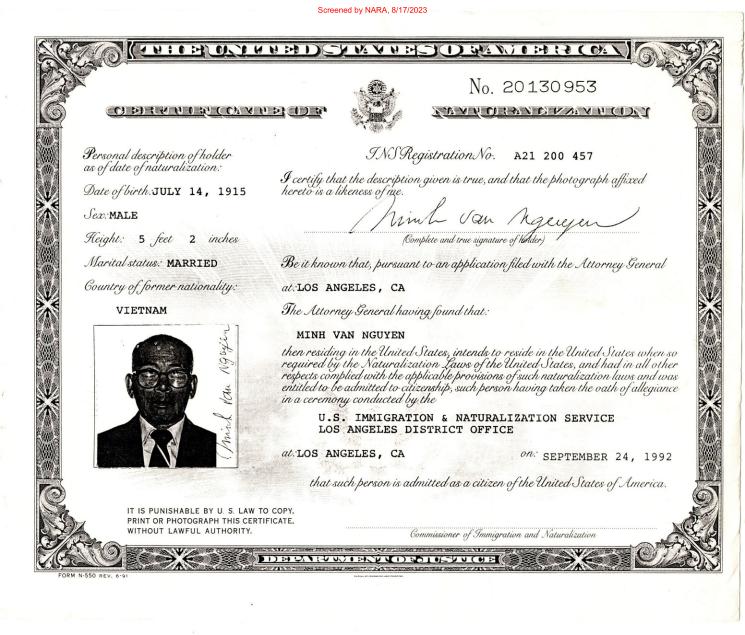 Screened by NARA, 8/17/2023
THE UNITED STATES OF AMERICA
No. 20130953
CERTIFICATE OF NATURALIZATION
Personal description of holder
as of date of naturalization:
Date of birth: JULY 14, 1915
Sex: MALE
Height: 5 feet 2 inches
Marital status: MARRIED
Country of former nationality:
VIETNAM
Minh Van Nguyen
INS Registration No. A21 200 457
I certify that the description given is true, and that the photograph affixed
hereto is a likeness of me.
Minh Van Nguyen
(Complete and true signature of holder)
Be it known that, pursuant to an application filed with the Attorney General
at: LOS ANGELES, CA
The Attorney General having found that:
MINH VAN NGUYEN
then residing in the United States, intends to reside in the United States when so
required by the Naturalization Laws of the United States, and had in all other
respects complied with the applicable provisions of such naturalization laws and was
entitled to be admitted to citizenship, such person having taken the oath of allegiance
in a ceremony conducted by the
U.S. IMMIGRATION & NATURALIZATION SERVICE
LOS ANGELES DISTRICT OFFICE
at: LOS ANGELES, CA on: SEPTEMBER 24, 1992
that such person is admitted as a citizen of the United States of America.
IT IS PUNISHABLE BY U. S. LAW TO COPY,
PRINT OR PHOTOGRAPH THIS CERTIFICATE,
WITHOUT LAWFUL AUTHORITY.
Commissioner of Immigration and Naturalization
DEPARTMENT OF JUSTICE
FORM N-550 REV. 6-91